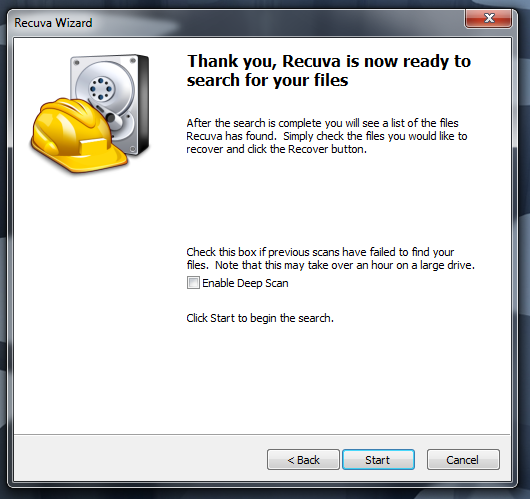 Recuva Wizard
Thank you, Recuva is now ready to
search for your files
After the search is complete you will see a list of the files
Recuva has found.  Simply check the files you would like to
recover and click the Recover button.
Check this box if previous scans have failed to find your
files.  Note that this may take over an hour on a large drive.
Enable Deep Scan
Click Start to begin the search.
< Back
Start
Cancel